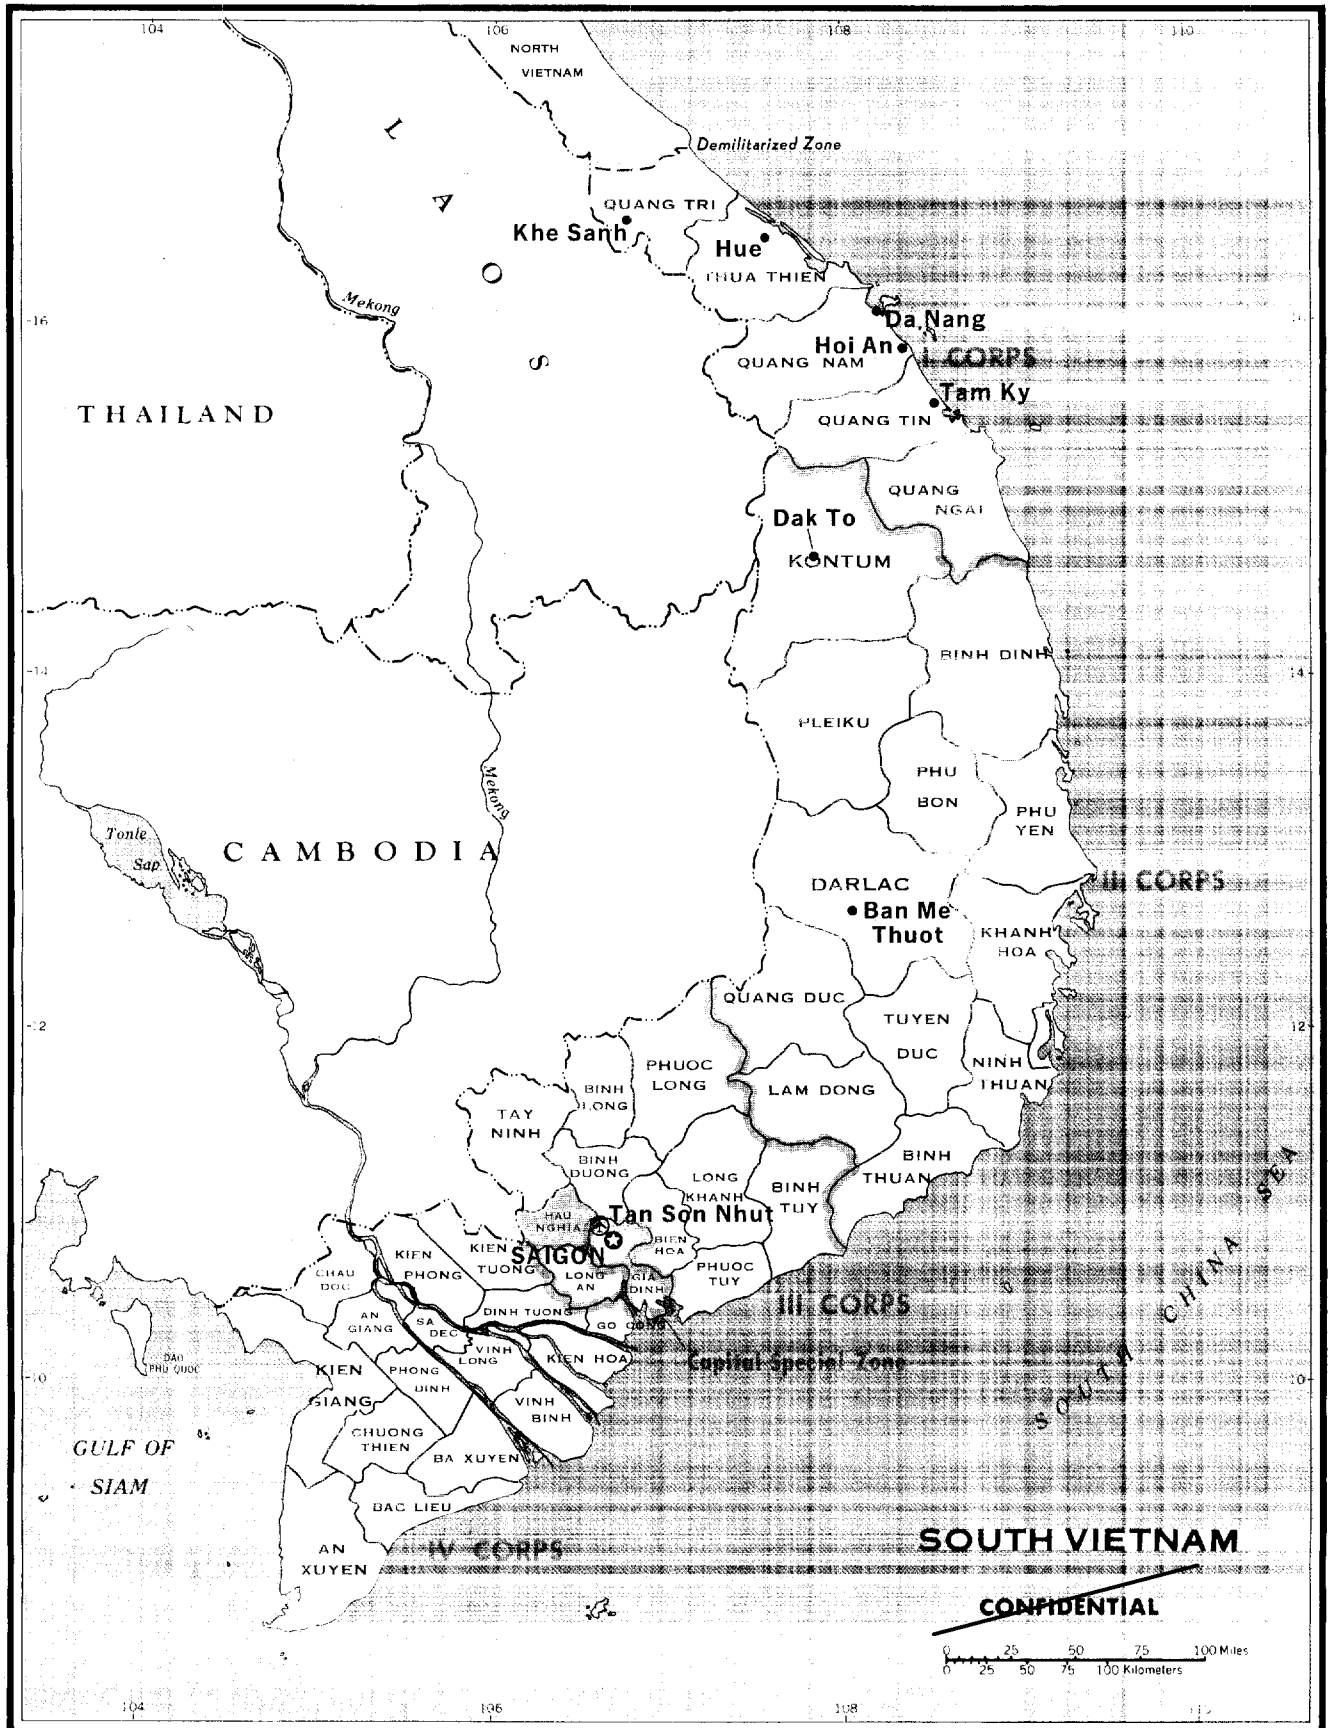 104
106
108
110
NORTH
VIETNAM
L
A
O
S
Demilitarized Zone
QUANG TRI
Khe Sanh
Hue
THUA THIEN
Mekong
16
Da Nang
Hoi An
I CORPS
QUANG NAM
Tam Ky
THAILAND
QUANG TIN
QUANG
NGAI
Dak To
KONTUM
BINH DINH
14
14
PLEIKU
PHU
BON
Mekong
PHU
YEN
Tonle
Sap
CAMBODIA
DARLAC
III CORPS
Ban Me
Thuot
KHANH
HOA
QUANG DUC
12
12
TUYEN
DUC
PHUOC
LONG
NINH
THUAN
BINH
LONG
LAM DONG
TAY
NINH
BINH
DUONG
BINH
THUAN
LONG
KHANH
BINH
TUY
HAU
NGHIA
Tan Son Nhut
SAIGON
BIEN
HOA
KIEN
PHONG
KIEN
TUONG
PHUOC
TUY
CHAU
DOC
LONG
AN
GIA
DINH
III CORPS
DINH TUONG
AN
GIANG
SA
DEC
GO CONG
VINH
LONG
KIEN HOA
Capital Special Zone
DAO
PHU QUOC
KIEN
GIANG
PHONG
DINH
10
10
VINH
BINH
CHUONG
THIEN
BA XUYEN
GULF OF
SIAM
SOUTH CHINA SEA
BAC LIEU
AN
XUYEN
IV CORPS
SOUTH VIETNAM
CONFIDENTIAL
0 25 50 75 100 Miles
0 25 50 75 100 Kilometers
104
106
108